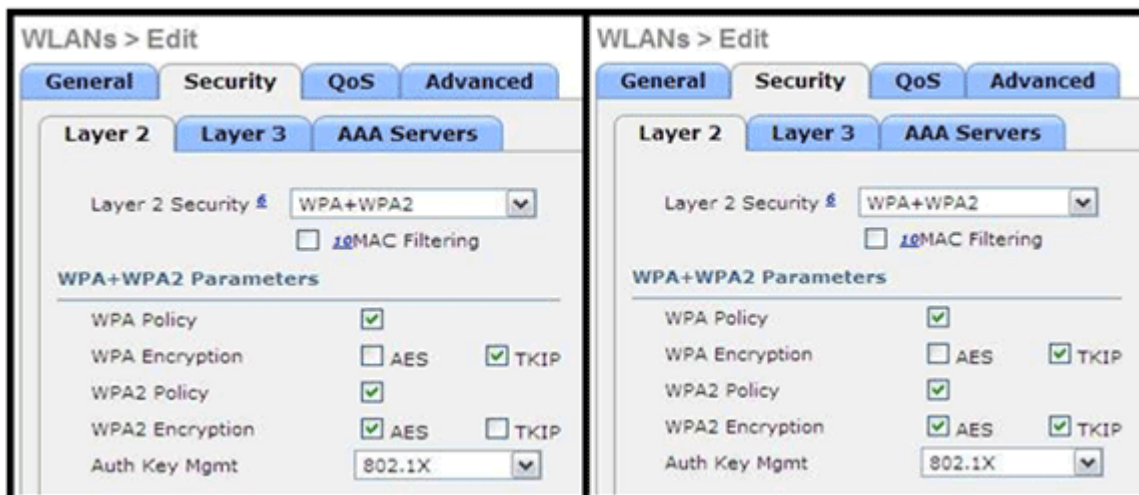 WLANs > Edit
General Security QoS Advanced
Layer 2 Layer 3 AAA Servers
Layer 2 Security 6 WPA+WPA2
10MAC Filtering
WPA+WPA2 Parameters
WPA Policy
WPA Encryption AES TKIP
WPA2 Policy
WPA2 Encryption AES TKIP
Auth Key Mgmt 802.1X
WLANs > Edit
General Security QoS Advanced
Layer 2 Layer 3 AAA Servers
Layer 2 Security 6 WPA+WPA2
10MAC Filtering
WPA+WPA2 Parameters
WPA Policy
WPA Encryption AES TKIP
WPA2 Policy
WPA2 Encryption AES TKIP
Auth Key Mgmt 802.1X